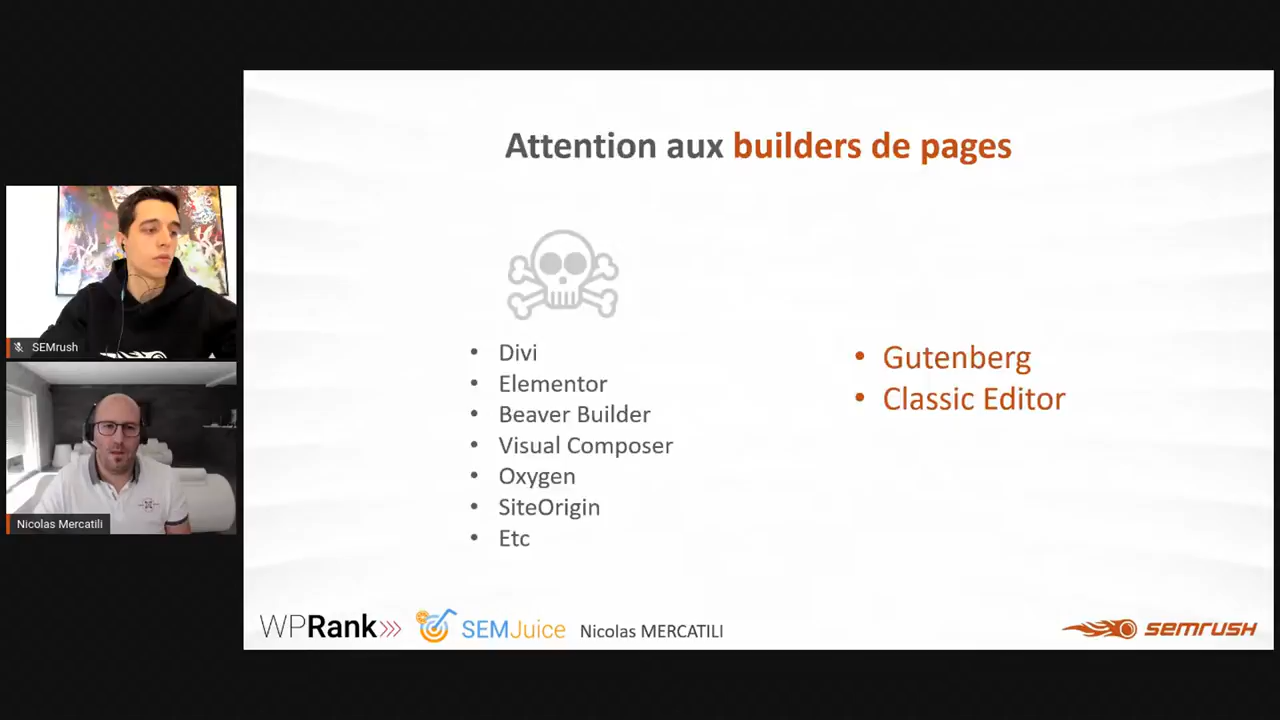 Attention aux builders de pages
SEMrush
Nicolas Mercatili
• Divi
• Elementor
• Beaver Builder
• Visual Composer
• Oxygen
• SiteOrigin
• Etc
• Gutenberg
• Classic Editor
WPRank
SEMJuice
Nicolas MERCATILI
semrush